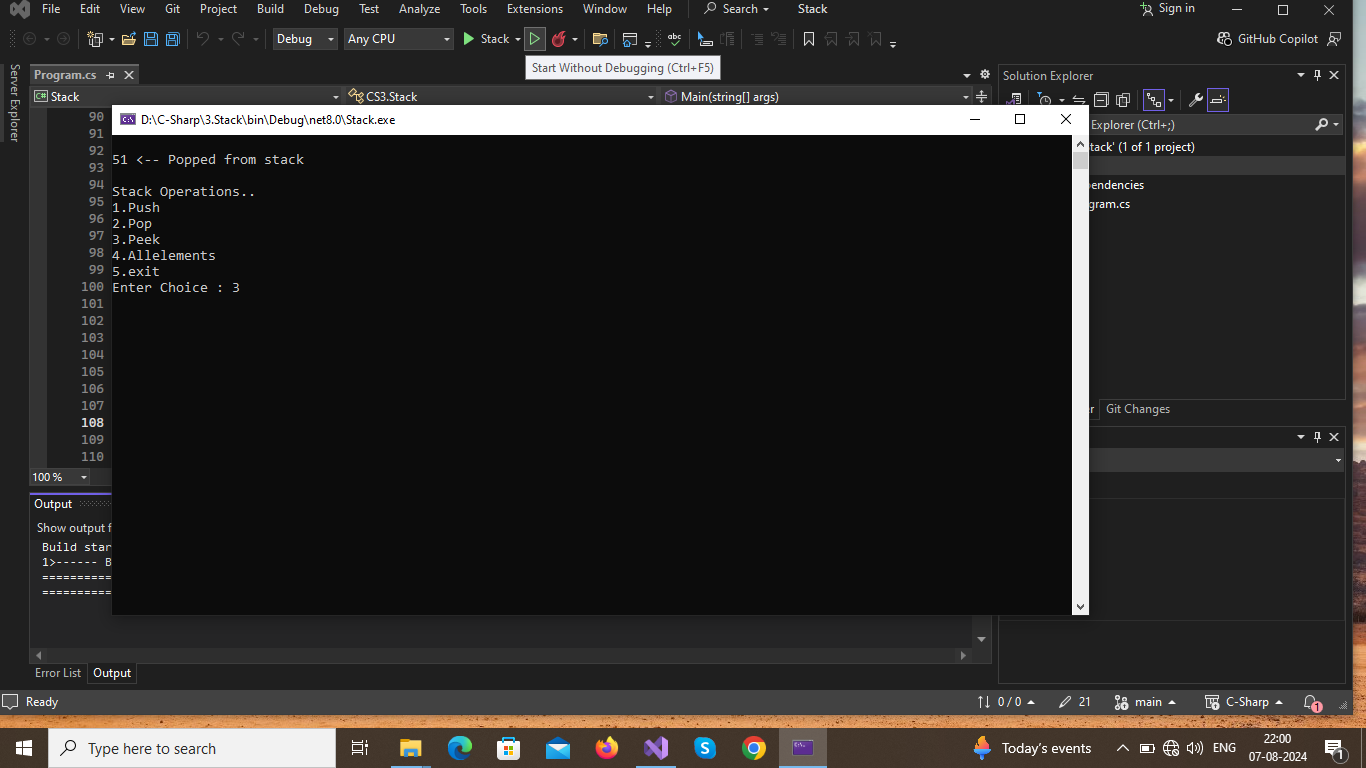 File Edit View Git Project Build Debug Test Analyze Tools Extensions Window Help Search Stack Sign in
Debug Any CPU Stack abc GitHub Copilot
Start Without Debugging (Ctrl+F5)
Server Explorer
Program.cs
C# Stack CS3.Stack Main(string[] args)
Solution Explorer
Explorer (Ctrl+;)
tack' (1 of 1 project)
endencies
gram.cs
D:\C-Sharp\3.Stack\bin\Debug\net8.0\Stack.exe
51 <-- Popped from stack
Stack Operations..
1.Push
2.Pop
3.Peek
4.Allelements
5.exit
Enter Choice : 3
90
91
92
93
94
95
96
97
98
99
100
101
102
103
104
105
106
107
108
109
110
100 %
r Git Changes
Output
Show output f
Build star
1>------ B
===========
===========
Error List Output
Ready 0 / 0 21 main C-Sharp 1
Type here to search Today's events ENG 22:00
07-08-2024 1